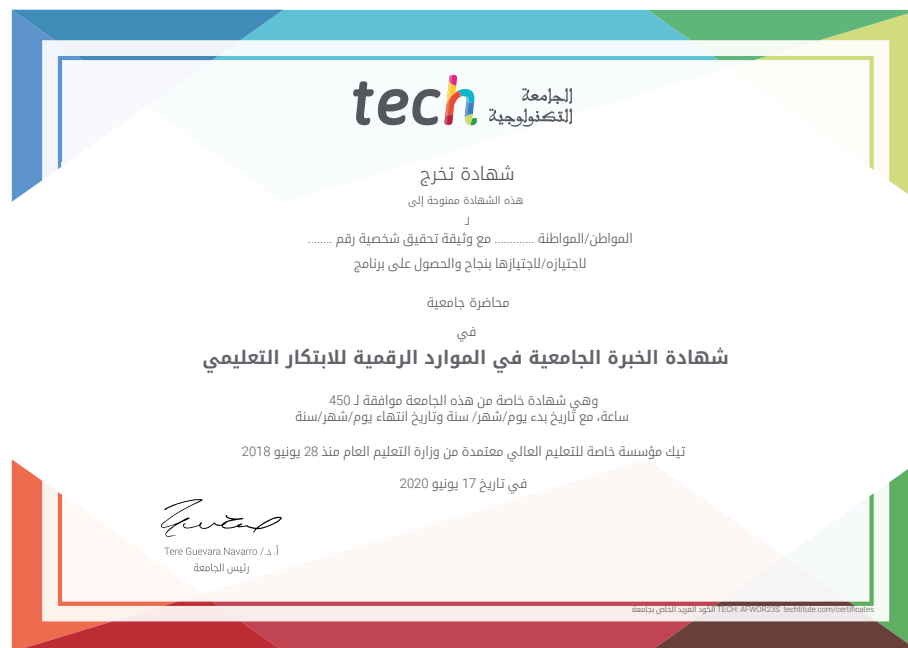 tech الجامعة
التكنولوجية
شهادة تخرج
هذه الشهادة ممنوحة إلى
لـ
المواطن/المواطنة ............ مع وثيقة تحقيق شخصية رقم ........
لاجتيازه/لاجتيازها بنجاح والحصول على برنامج
محاضرة جامعية
في
شهادة الخبرة الجامعية في الموارد الرقمية للابتكار التعليمي
وهي شهادة خاصة من هذه الجامعة موافقة لـ 450
ساعة، مع تاريخ بدء يوم/شهر/ سنة وتاريخ انتهاء يوم/شهر/سنة
تيك مؤسسة خاصة للتعليم العالي معتمدة من وزارة التعليم العام منذ 28 يونيو 2018
في تاريخ 17 يونيو 2020
أ.د./ Tere Guevara Navarro
رئيس الجامعة
الكود الفريد الخاص بجامعة TECH: AFWOR23S techtitute.com/certificates